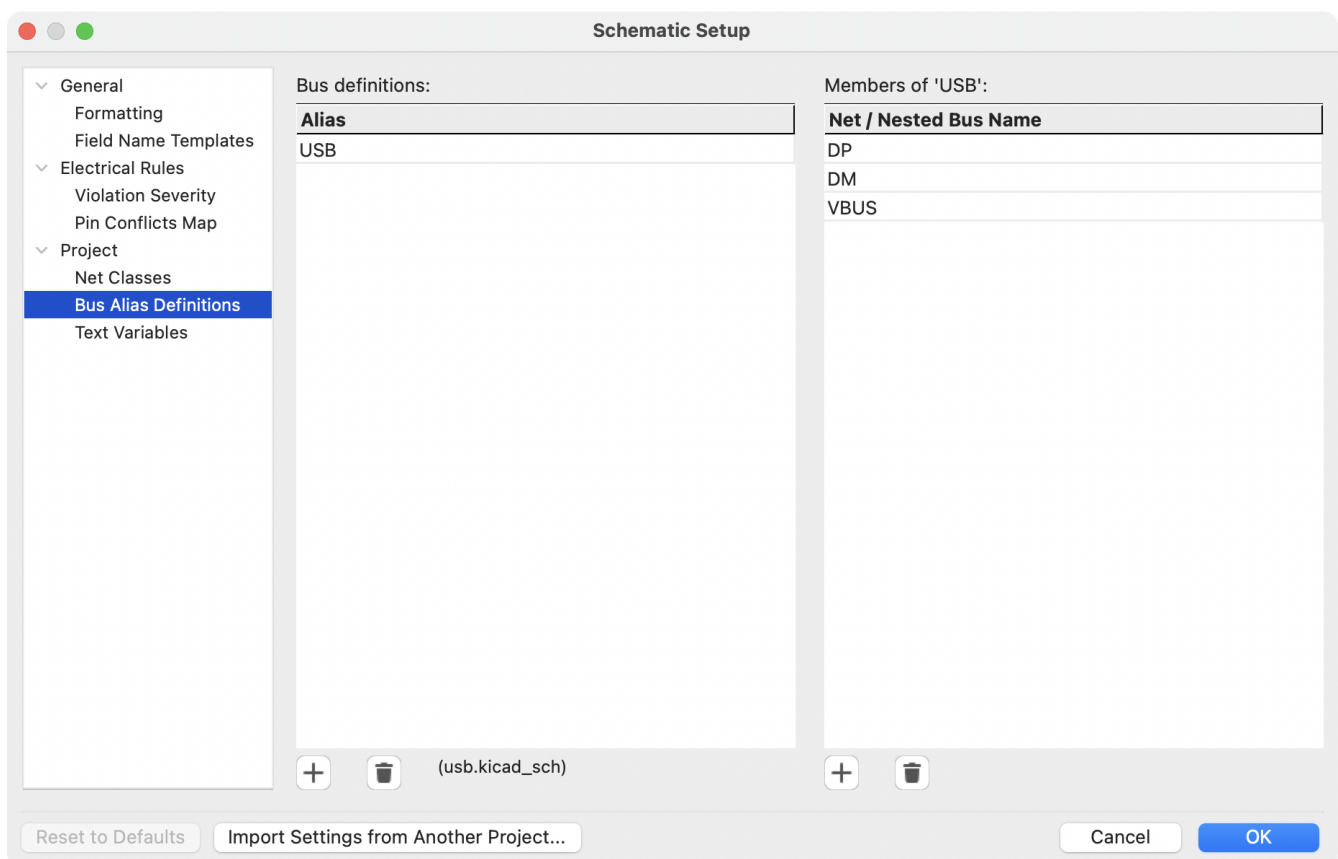 Schematic Setup
General
Formatting
Field Name Templates
Electrical Rules
Violation Severity
Pin Conflicts Map
Project
Net Classes
Bus Alias Definitions
Text Variables
Bus definitions:
Alias
USB
(usb.kicad_sch)
Members of 'USB':
Net / Nested Bus Name
DP
DM
VBUS
Reset to Defaults
Import Settings from Another Project...
Cancel
OK